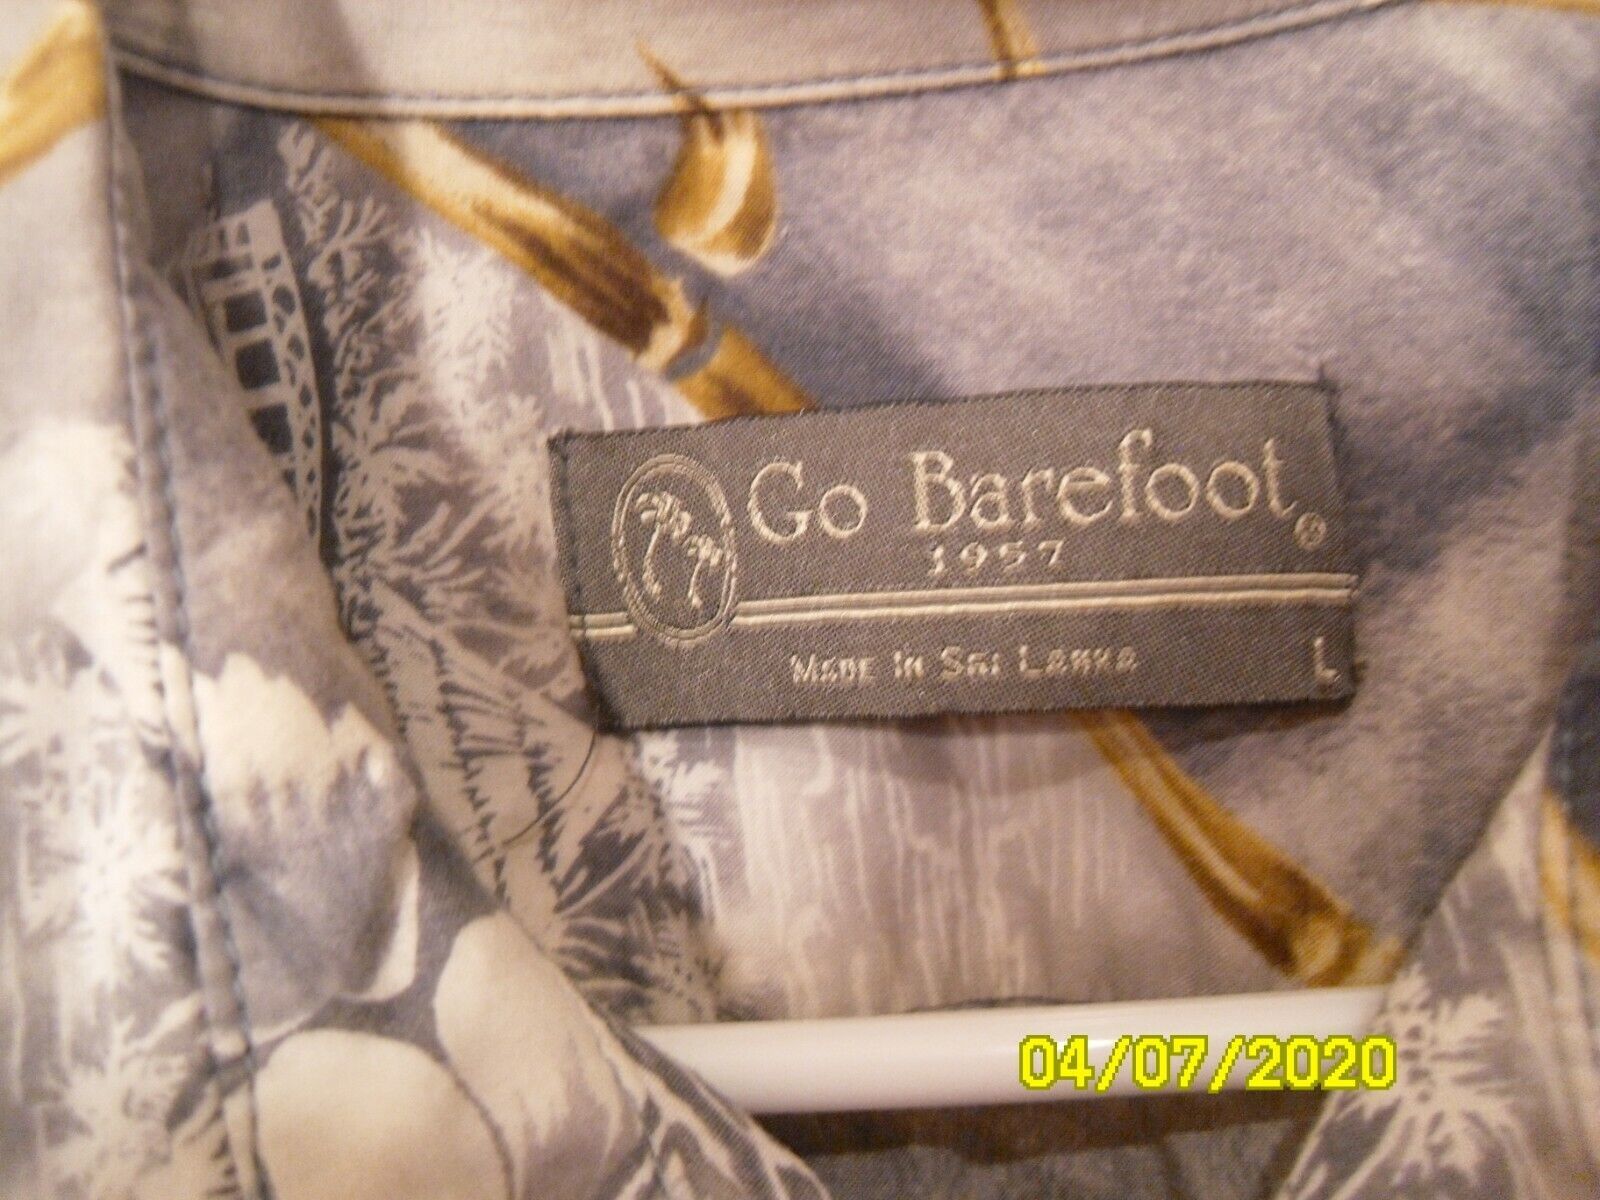 Go Barefoot®
1957
Made in Sri Lanka
L
04/07/2020